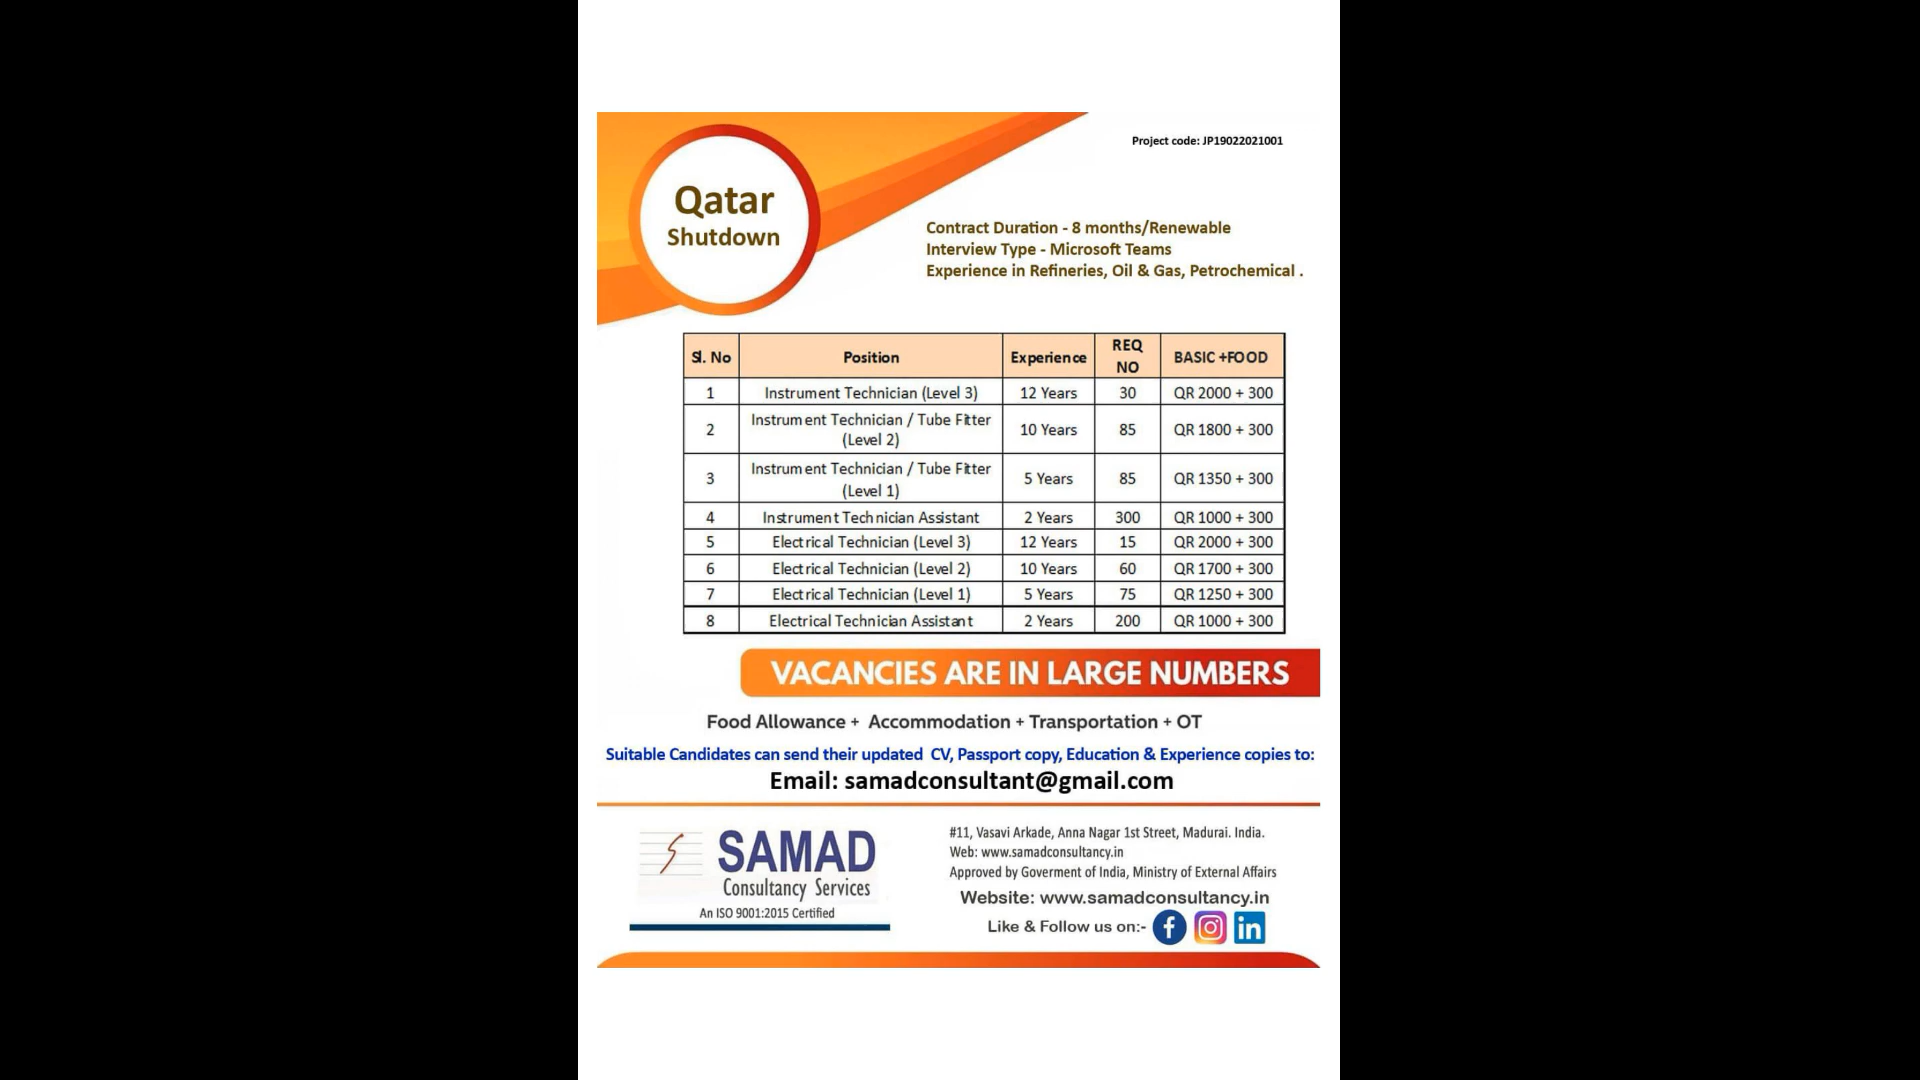 Project code: JP19022021001
Qatar
Shutdown
Contract Duration - 8 months/Renewable
Interview Type - Microsoft Teams
Experience in Refineries, Oil & Gas, Petrochemical .
Sl. No Position Experience REQ NO BASIC +FOOD
1 Instrument Technician (Level 3) 12 Years 30 QR 2000 + 300
2 Instrument Technician / Tube Fitter (Level 2) 10 Years 85 QR 1800 + 300
3 Instrument Technician / Tube Fitter (Level 1) 5 Years 85 QR 1350 + 300
4 Instrument Technician Assistant 2 Years 300 QR 1000 + 300
5 Electrical Technician (Level 3) 12 Years 15 QR 2000 + 300
6 Electrical Technician (Level 2) 10 Years 60 QR 1700 + 300
7 Electrical Technician (Level 1) 5 Years 75 QR 1250 + 300
8 Electrical Technician Assistant 2 Years 200 QR 1000 + 300
VACANCIES ARE IN LARGE NUMBERS
Food Allowance + Accommodation + Transportation + OT
Suitable Candidates can send their updated CV, Passport copy, Education & Experience copies to:
Email: samadconsultant@gmail.com
SAMAD
Consultancy Services
An ISO 9001:2015 Certified
#11, Vasavi Arkade, Anna Nagar 1st Street, Madurai. India.
Web: www.samadconsultancy.in
Approved by Goverment of India, Ministry of External Affairs
Website: www.samadconsultancy.in
Like & Follow us on:-